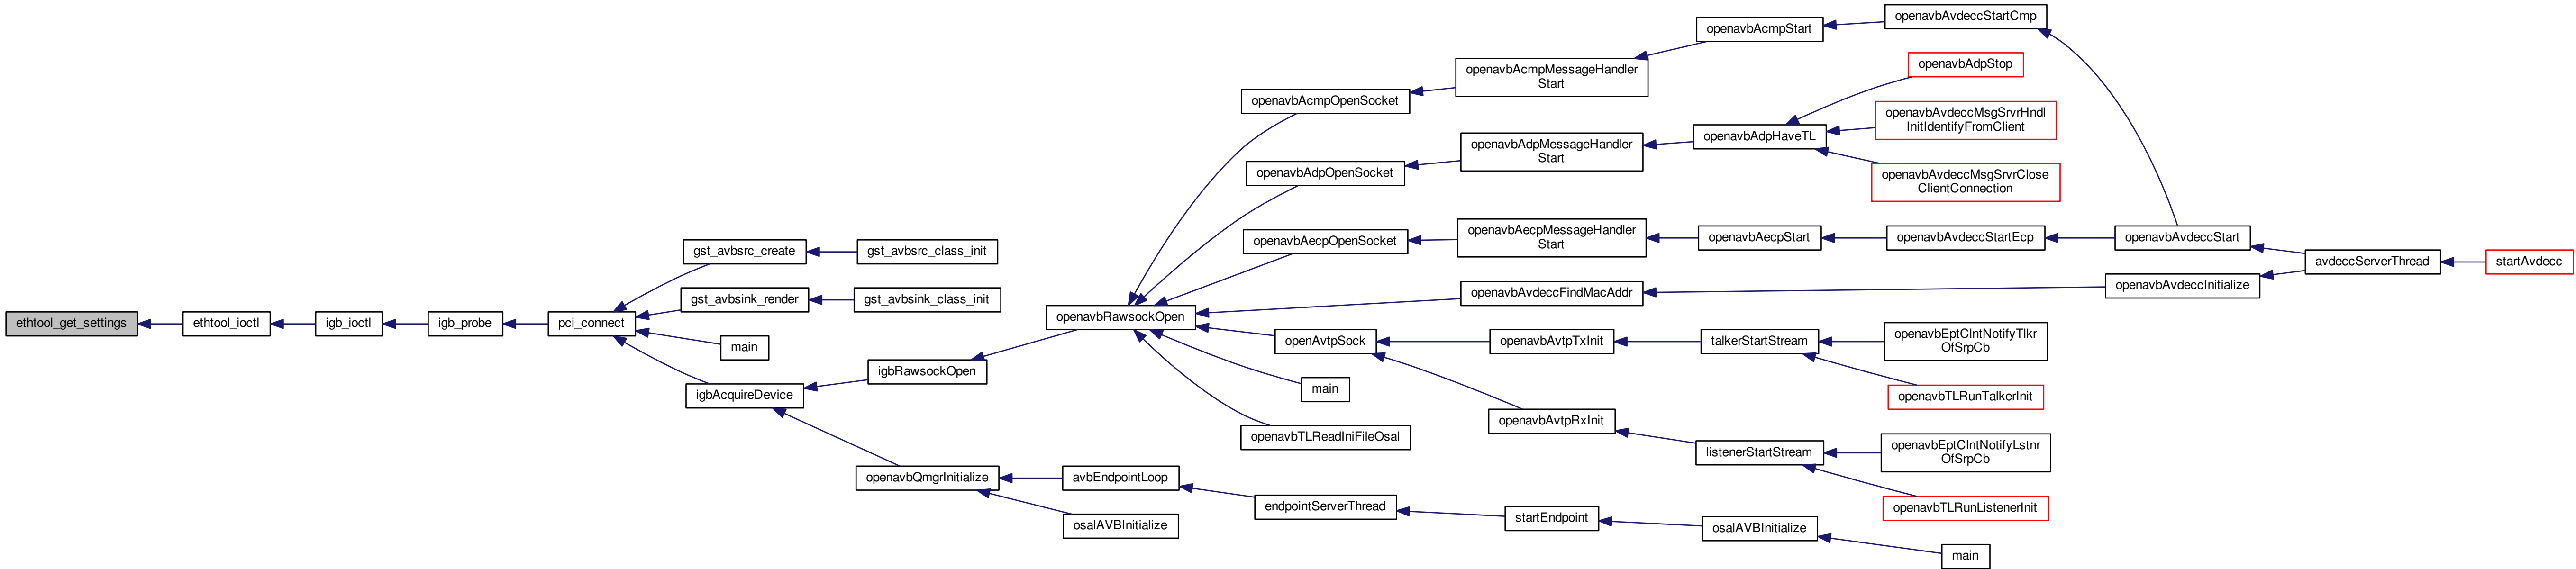 ethtool_get_settings
ethtool_ioctl
igb_ioctl
igb_probe
pci_connect
gst_avbsrc_create
gst_avbsrc_class_init
gst_avbsink_render
gst_avbsink_class_init
main
igbAcquireDevice
igbRawsockOpen
openavbRawsockOpen
openavbAcmpOpenSocket
openavbAcmpMessageHandler
Start
openavbAcmpStart
openavbAvdeccStartCmp
openavbAdpOpenSocket
openavbAdpMessageHandler
Start
openavbAdpHaveTL
openavbAdpStop
openavbAvdeccMsgSrvrHndl
InitIdentifyFromClient
openavbAvdeccMsgSrvrClose
ClientConnection
openavbAecpOpenSocket
openavbAecpMessageHandler
Start
openavbAecpStart
openavbAvdeccStartEcp
openavbAvdeccStart
avdeccServerThread
startAvdecc
openavbAvdeccFindMacAddr
openavbAvdeccInitialize
openAvtpSock
openavbAvtpTxInit
talkerStartStream
openavbEptClntNotifyTlkr
OfSrpCb
openavbTLRunTalkerInit
main
openavbAvtpRxInit
listenerStartStream
openavbEptClntNotifyLstnr
OfSrpCb
openavbTLRunListenerInit
openavbTLReadIniFileOsal
openavbQmgrInitialize
avbEndpointLoop
endpointServerThread
startEndpoint
osalAVBInitialize
main
osalAVBInitialize